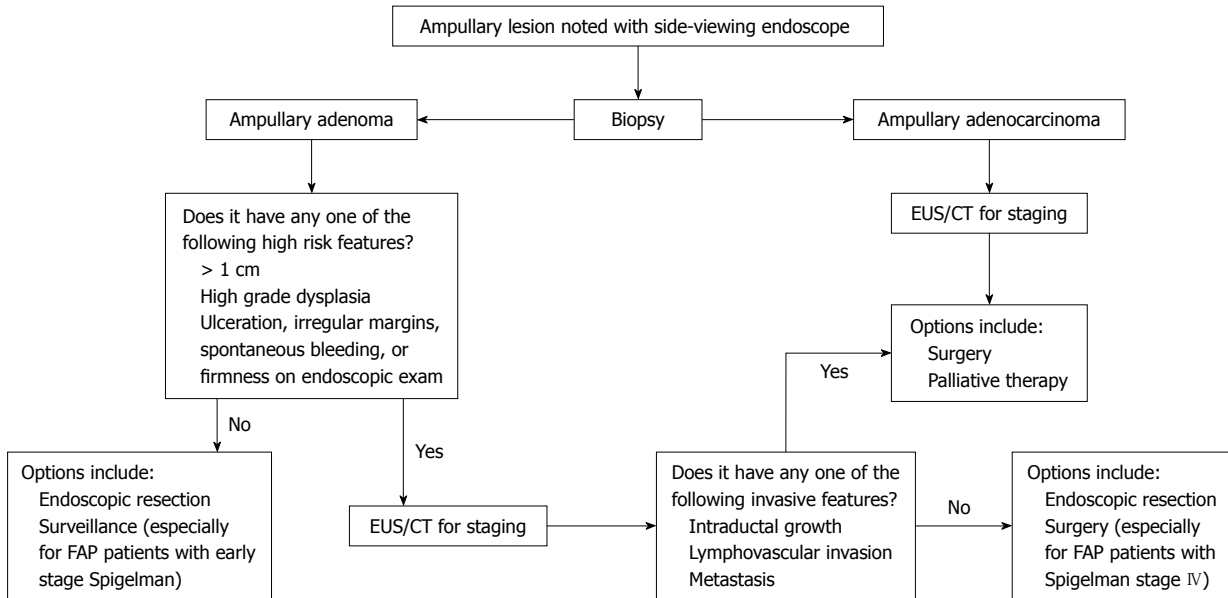 Ampullary lesion noted with side-viewing endoscope
Ampullary adenoma
Biopsy
Ampullary adenocarcinoma
Does it have any one of the
following high risk features?
> 1 cm
High grade dysplasia
Ulceration, irregular margins,
spontaneous bleeding, or
firmness on endoscopic exam
EUS/CT for staging
Options include:
Surgery
Palliative therapy
Yes
No
Yes
Options include:
Endoscopic resection
Surveillance (especially
for FAP patients with early
stage Spigelman)
EUS/CT for staging
Does it have any one of the
following invasive features?
Intraductal growth
Lymphovascular invasion
Metastasis
No
Options include:
Endoscopic resection
Surgery (especially
for FAP patients with
Spigelman stage Ⅳ)